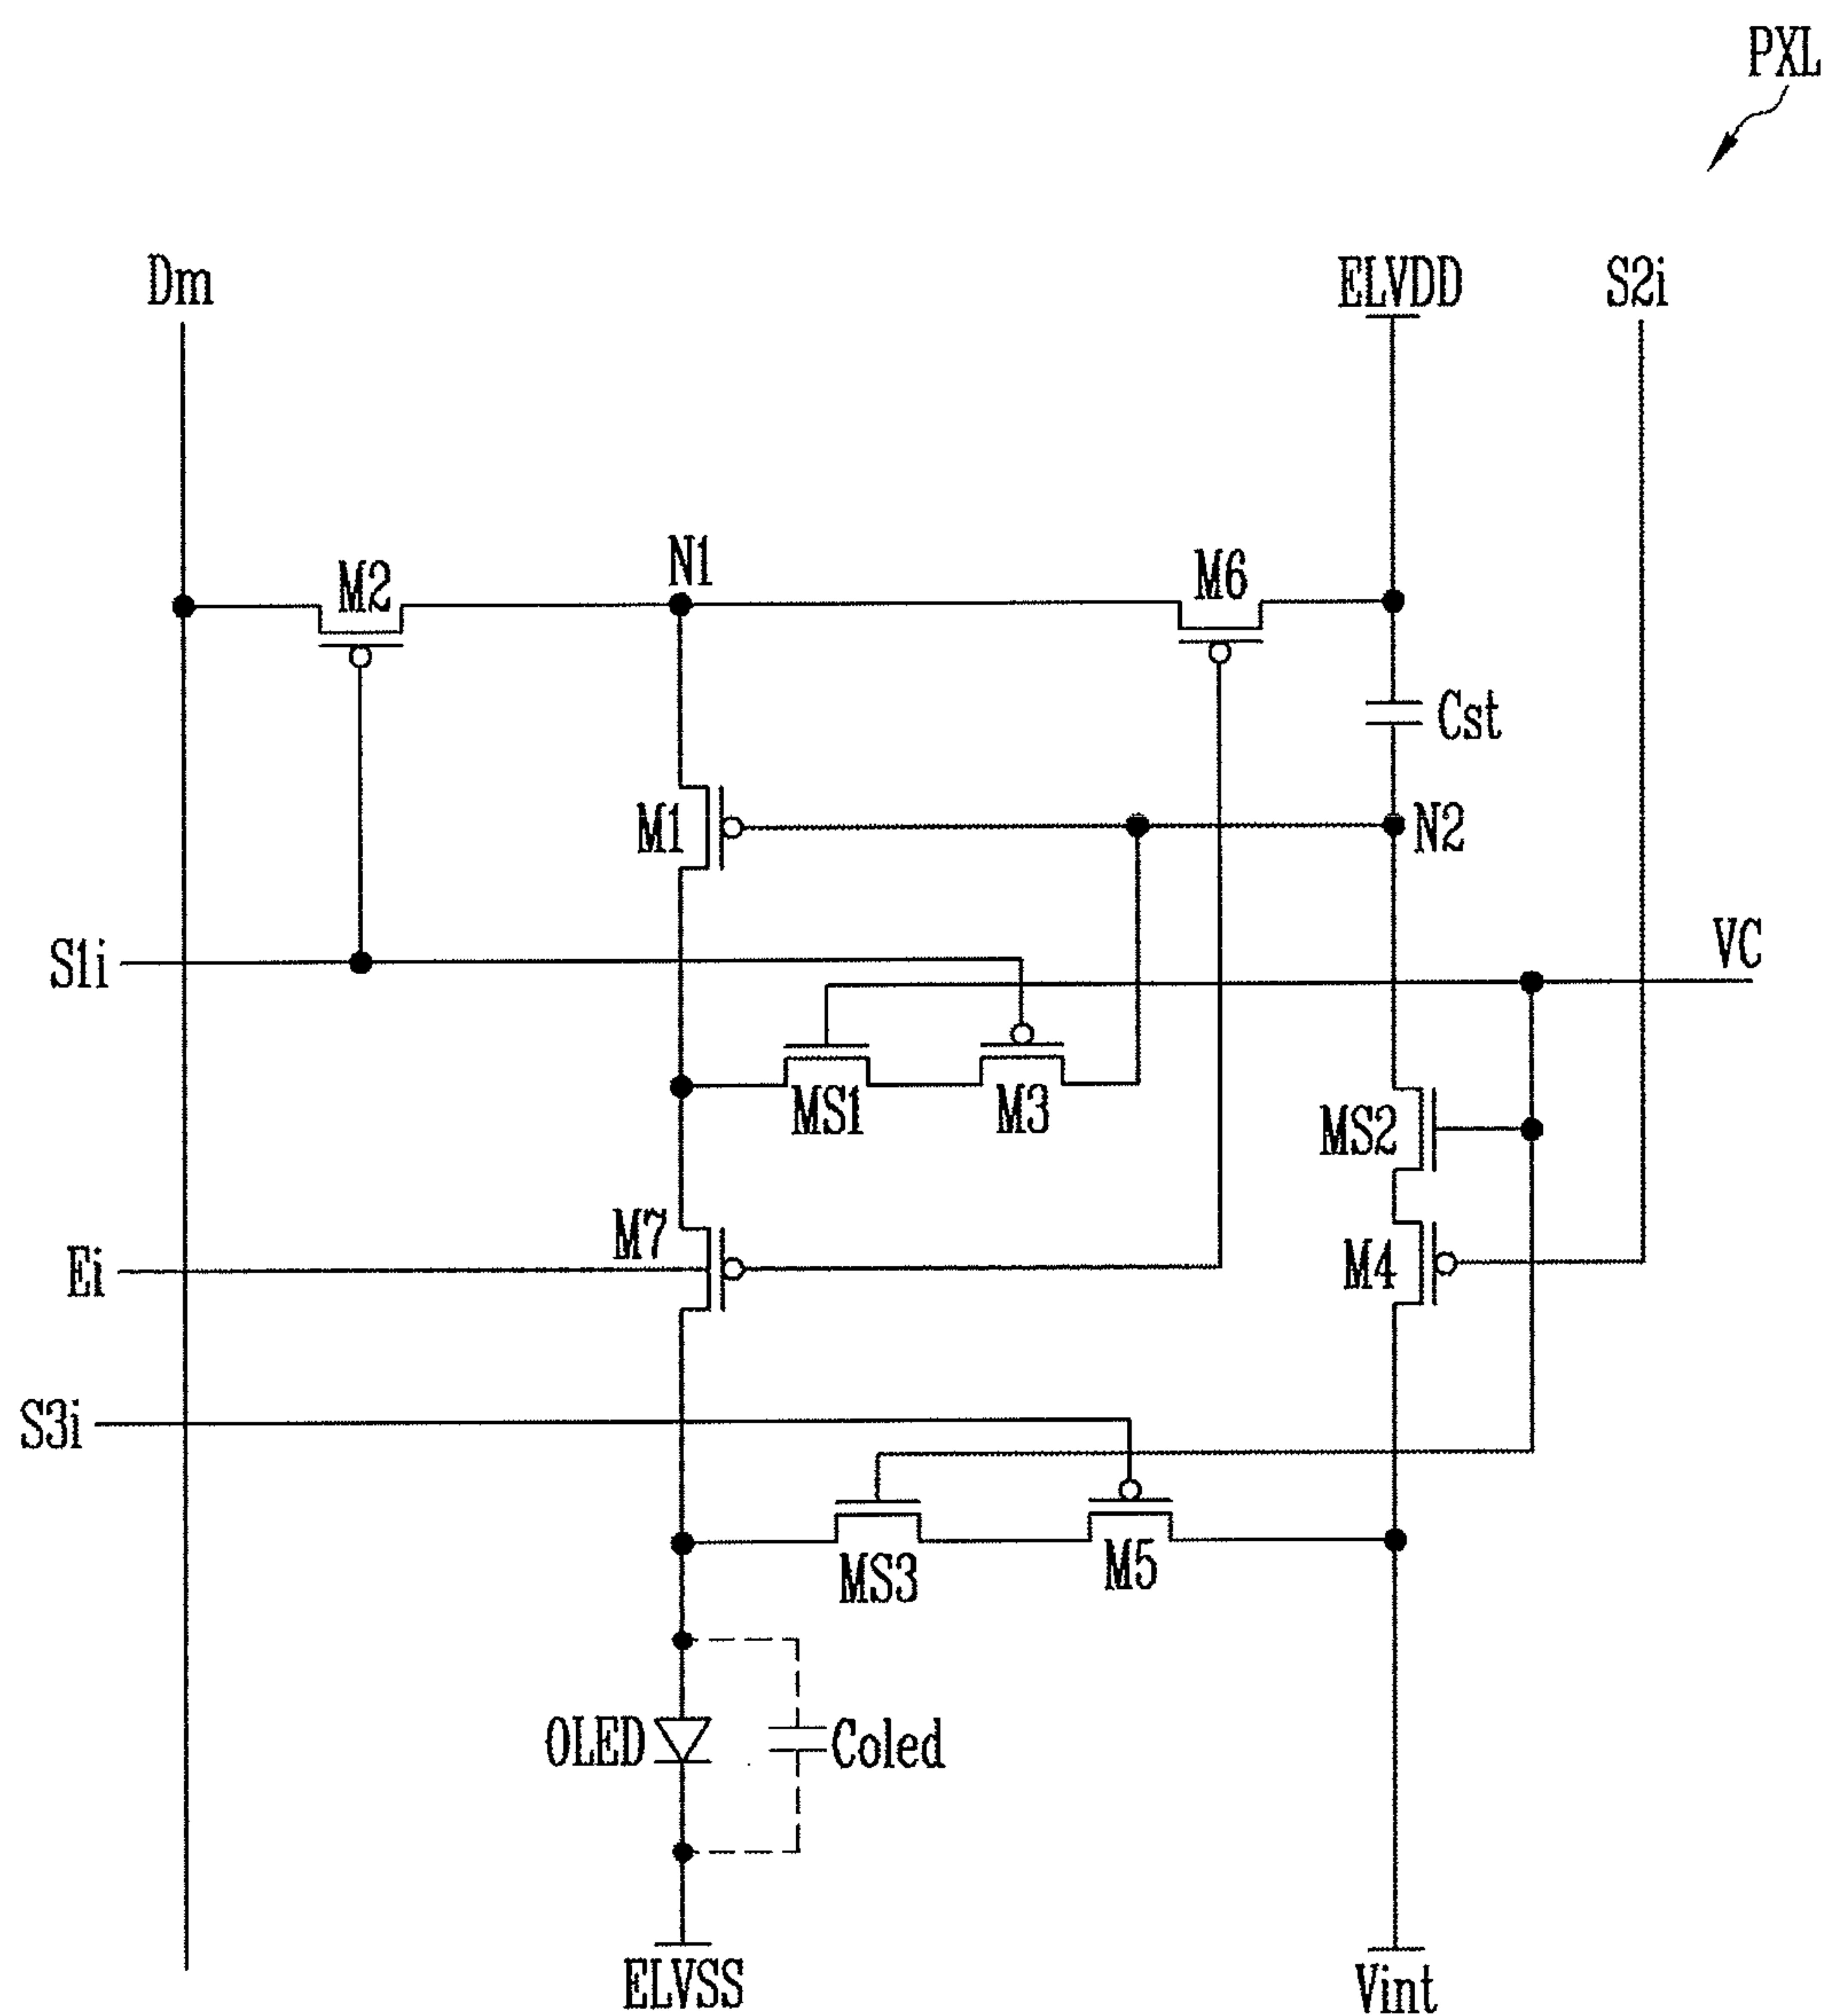 PXL
Dm
ELVDD
S2i
M2
N1
M6
Cst
M1
N2
S1i
VC
MS1
M3
MS2
M7
Ei
M4
S3i
MS3
M5
OLED
Coled
ELVSS
Vint